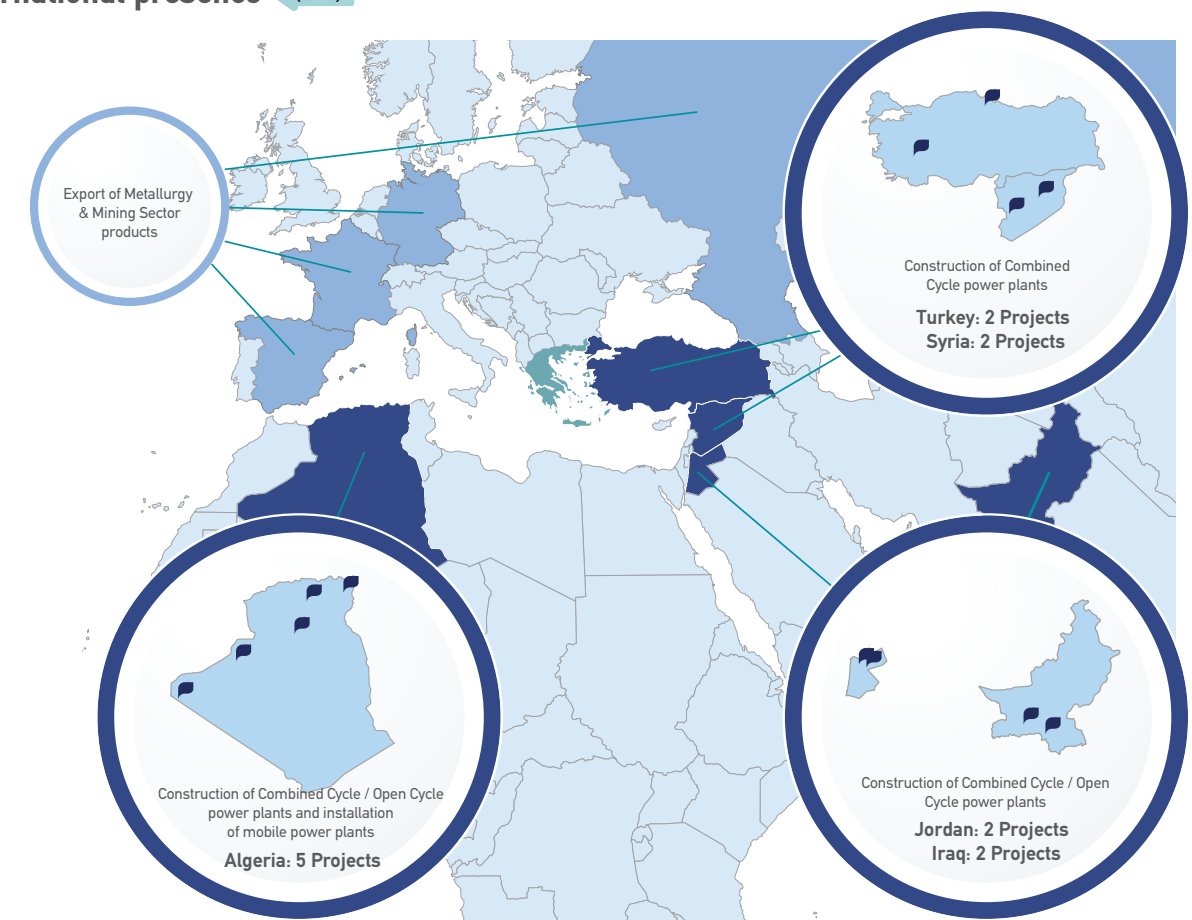 rnational presence
Export of Metallurgy
& Mining Sector
products
Construction of Combined
Cycle power plants
Turkey: 2 Projects
Syria: 2 Projects
Construction of Combined Cycle / Open Cycle
power plants and installation
of mobile power plants
Algeria: 5 Projects
Construction of Combined Cycle / Open
Cycle power plants
Jordan: 2 Projects
Iraq: 2 Projects